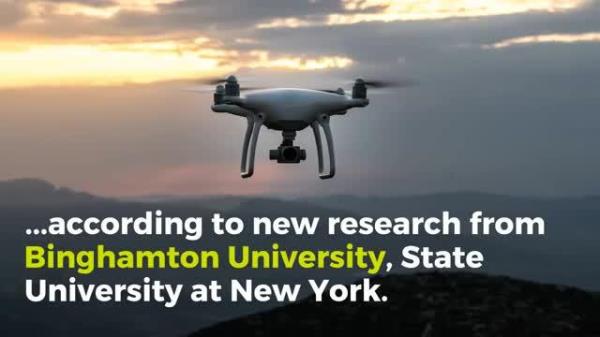 ...according to new research from
Binghamton University, State
University at New York.